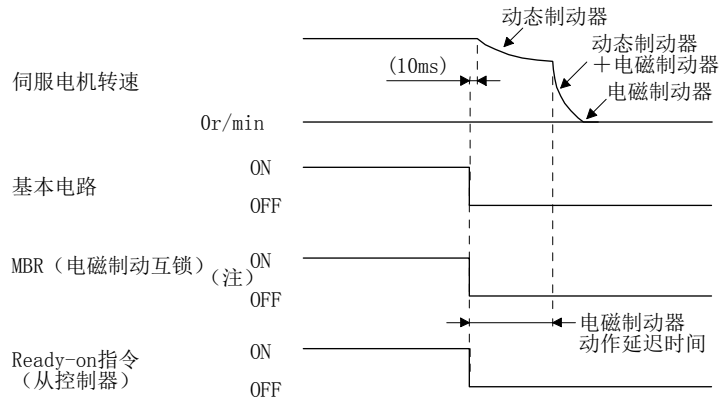 动态制动器
动态制动器
＋电磁制动器
(10ms)
伺服电机转速
电磁制动器
0r/min
ON
基本电路
OFF
MBR（电磁制动互锁）（注）
ON
OFF
电磁制动器
动作延迟时间
Ready-on指令
（从控制器）
ON
OFF